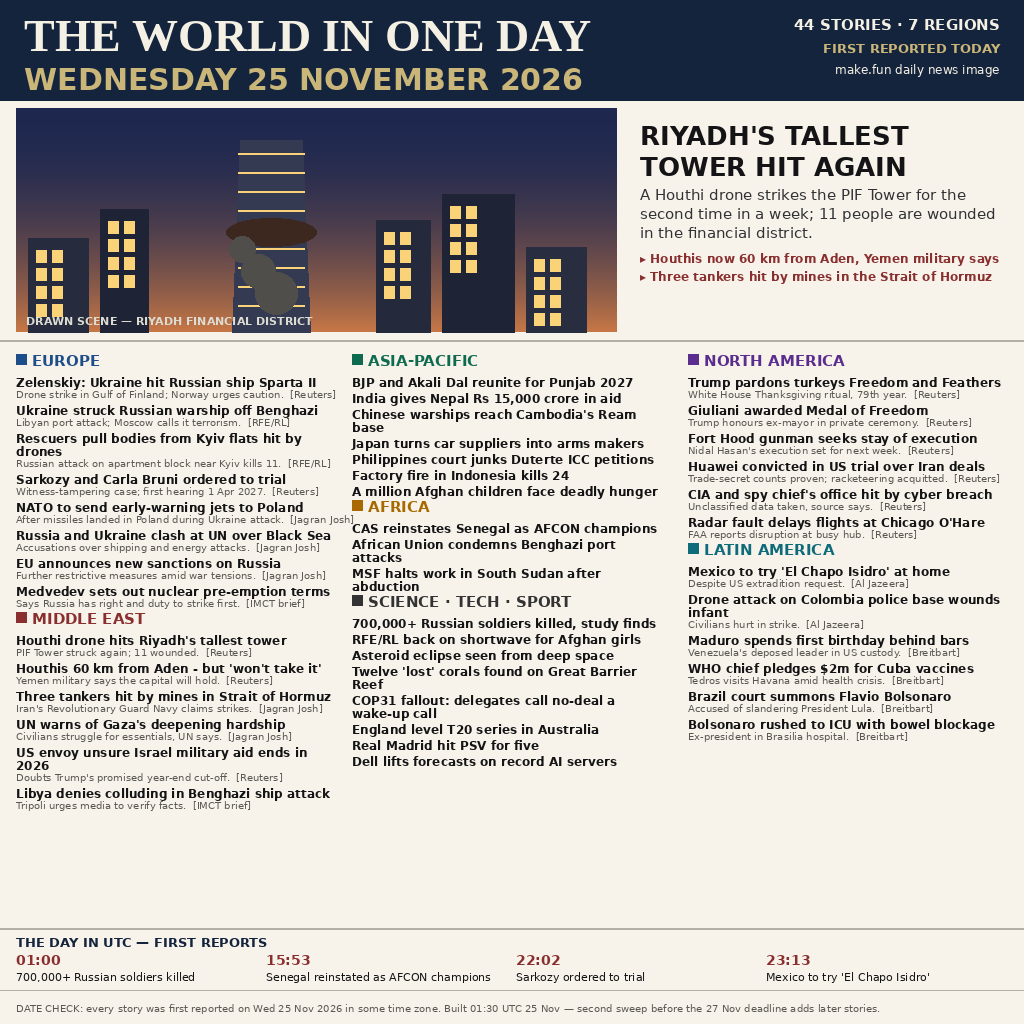 THE WORLD IN ONE DAY
WEDNESDAY 25 NOVEMBER 2026
44 STORIES · 7 REGIONS
FIRST REPORTED TODAY
make.fun daily news image
DRAWN SCENE — RIYADH FINANCIAL DISTRICT
RIYADH'S TALLEST
TOWER HIT AGAIN
A Houthi drone strikes the PIF Tower for the
second time in a week; 11 people are wounded
in the financial district.
▸ Houthis now 60 km from Aden, Yemen military says
▸ Three tankers hit by mines in the Strait of Hormuz
EUROPE
Zelenskiy: Ukraine hit Russian ship Sparta II
Drone strike in Gulf of Finland; Norway urges caution. [Reuters]
Ukraine struck Russian warship off Benghazi
Libyan port attack; Moscow calls it terrorism. [RFE/RL]
Rescuers pull bodies from Kyiv flats hit by
drones
Russian attack on apartment block near Kyiv kills 11. [RFE/RL]
Sarkozy and Carla Bruni ordered to trial
Witness-tampering case; first hearing 1 Apr 2027. [Reuters]
NATO to send early-warning jets to Poland
After missiles landed in Poland during Ukraine attack. [Jagran Josh]
Russia and Ukraine clash at UN over Black Sea
Accusations over shipping and energy attacks. [Jagran Josh]
EU announces new sanctions on Russia
Further restrictive measures amid war tensions. [Jagran Josh]
Medvedev sets out nuclear pre-emption terms
Says Russia has right and duty to strike first. [IMCT brief]
MIDDLE EAST
Houthi drone hits Riyadh's tallest tower
PIF Tower struck again; 11 wounded. [Reuters]
Houthis 60 km from Aden - but 'won't take it'
Yemen military says the capital will hold. [Reuters]
Three tankers hit by mines in Strait of Hormuz
Iran's Revolutionary Guard Navy claims strikes. [Jagran Josh]
UN warns of Gaza's deepening hardship
Civilians struggle for essentials, UN says. [Jagran Josh]
US envoy unsure Israel military aid ends in
2026
Doubts Trump's promised year-end cut-off. [Reuters]
Libya denies colluding in Benghazi ship attack
Tripoli urges media to verify facts. [IMCT brief]
ASIA-PACIFIC
BJP and Akali Dal reunite for Punjab 2027
India gives Nepal Rs 15,000 crore in aid
Chinese warships reach Cambodia's Ream
base
Japan turns car suppliers into arms makers
Philippines court junks Duterte ICC petitions
Factory fire in Indonesia kills 24
A million Afghan children face deadly hunger
AFRICA
CAS reinstates Senegal as AFCON champions
African Union condemns Benghazi port
attacks
MSF halts work in South Sudan after
abduction
SCIENCE · TECH · SPORT
700,000+ Russian soldiers killed, study finds
RFE/RL back on shortwave for Afghan girls
Asteroid eclipse seen from deep space
Twelve 'lost' corals found on Great Barrier
Reef
COP31 fallout: delegates call no-deal a
wake-up call
England level T20 series in Australia
Real Madrid hit PSV for five
Dell lifts forecasts on record AI servers
NORTH AMERICA
Trump pardons turkeys Freedom and Feathers
White House Thanksgiving ritual, 79th year. [Reuters]
Giuliani awarded Medal of Freedom
Trump honours ex-mayor in private ceremony. [Reuters]
Fort Hood gunman seeks stay of execution
Nidal Hasan's execution set for next week. [Reuters]
Huawei convicted in US trial over Iran deals
Trade-secret counts proven; racketeering acquitted. [Reuters]
CIA and spy chief's office hit by cyber breach
Unclassified data taken, source says. [Reuters]
Radar fault delays flights at Chicago O'Hare
FAA reports disruption at busy hub. [Reuters]
LATIN AMERICA
Mexico to try 'El Chapo Isidro' at home
Despite US extradition request. [Al Jazeera]
Drone attack on Colombia police base wounds
infant
Civilians hurt in strike. [Al Jazeera]
Maduro spends first birthday behind bars
Venezuela's deposed leader in US custody. [Breitbart]
WHO chief pledges $2m for Cuba vaccines
Tedros visits Havana amid health crisis. [Breitbart]
Brazil court summons Flavio Bolsonaro
Accused of slandering President Lula. [Breitbart]
Bolsonaro rushed to ICU with bowel blockage
Ex-president in Brasilia hospital. [Breitbart]
THE DAY IN UTC — FIRST REPORTS
01:00
700,000+ Russian soldiers killed
15:53
Senegal reinstated as AFCON champions
22:02
Sarkozy ordered to trial
23:13
Mexico to try 'El Chapo Isidro'
DATE CHECK: every story was first reported on Wed 25 Nov 2026 in some time zone. Built 01:30 UTC 25 Nov — second sweep before the 27 Nov deadline adds later stories.